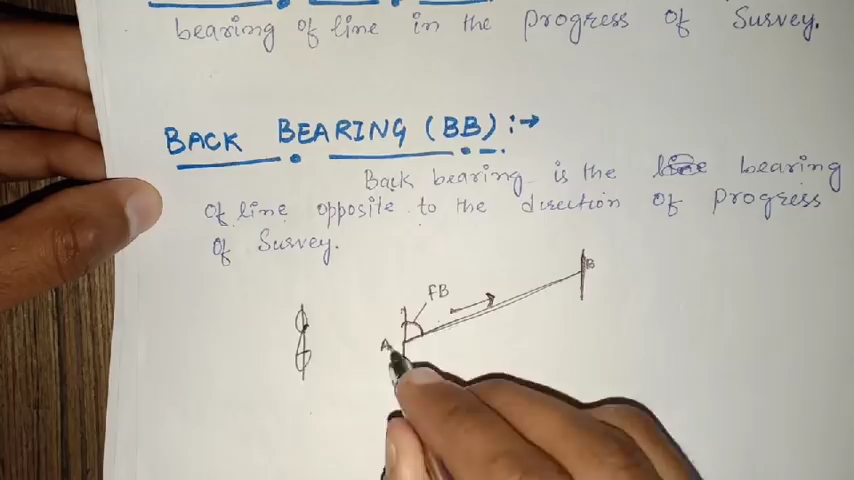 bearing of line in the progress of Survey.
BACK BEARING (BB) :→
Back bearing is the bearing
of line opposite to the direction of Progress
of Survey.
FB
B
A